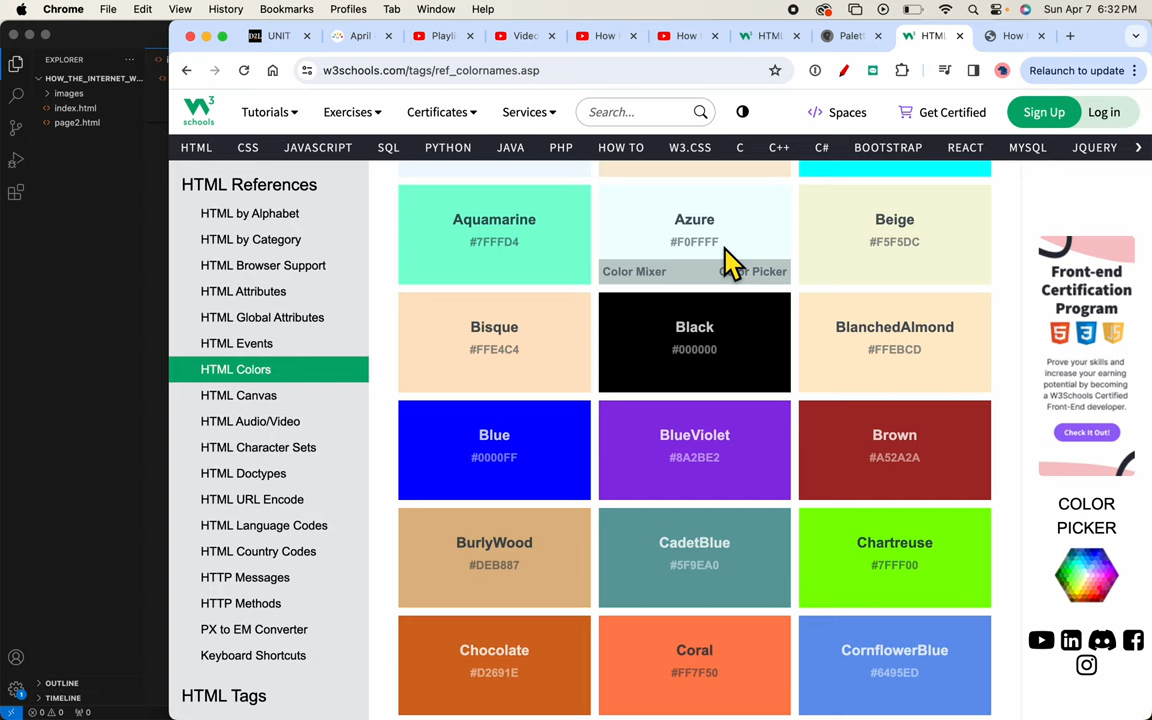 Chrome File Edit View History Bookmarks Profiles Tab Window Help Sun Apr 7 6:32 PM
EXPLORER
HOW_THE_INTERNET_W...
images
index.html
page2.html
OUTLINE
TIMELINE
0 0 0
D2L UNIT April Playli Video How t How t HTML Palett HTML How
w3schools.com/tags/ref_colornames.asp
Relaunch to update
W3 schools
Tutorials Exercises Certificates Services Search... Spaces Get Certified Sign Up Log in
HTML CSS JAVASCRIPT SQL PYTHON JAVA PHP HOW TO W3.CSS C C++ C# BOOTSTRAP REACT MYSQL JQUERY
HTML References
HTML by Alphabet
HTML by Category
HTML Browser Support
HTML Attributes
HTML Global Attributes
HTML Events
HTML Colors
HTML Canvas
HTML Audio/Video
HTML Character Sets
HTML Doctypes
HTML URL Encode
HTML Language Codes
HTML Country Codes
HTTP Messages
HTTP Methods
PX to EM Converter
Keyboard Shortcuts
HTML Tags
Aquamarine
#7FFFD4
Azure
#F0FFFF
Color Mixer
Picker
Beige
#F5F5DC
Bisque
#FFE4C4
Black
#000000
BlanchedAlmond
#FFEBCD
Blue
#0000FF
BlueViolet
#8A2BE2
Brown
#A52A2A
BurlyWood
#DEB887
CadetBlue
#5F9EA0
Chartreuse
#7FFF00
Chocolate
#D2691E
Coral
#FF7F50
CornflowerBlue
#6495ED
Front-end
Certification
Program
Prove your skills and
increase your earning
potential by becoming
a W3Schools Certified
Front-End developer.
Check It Out!
COLOR
PICKER